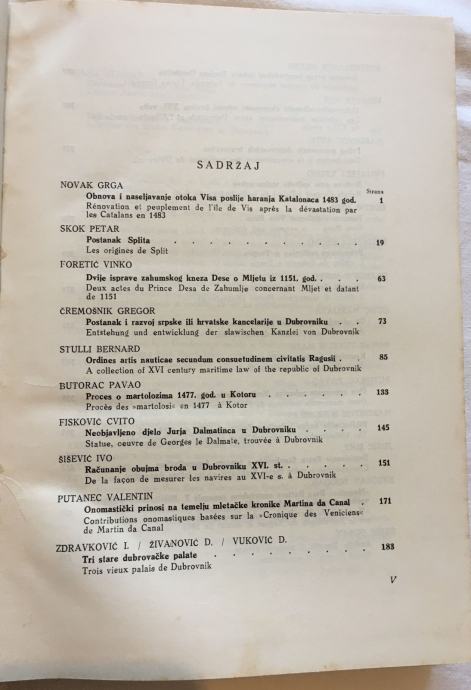 SADRŽAJ
Strana
NOVAK GRGA
Obnova i naseljavanje otoka Visa poslije haranja Katalonaca 1483 god. 1
Rénovation et peuplement de l'île de Vis après la dévastation par
les Catalans en 1483
SKOK PETAR
Postanak Splita . . . . . . . . . . . 19
Les origines de Split
FORETIĆ VINKO
Dvije isprave zahumskog kneza Dese o Mljetu iz 1151. god. . . . 63
Deux actes du Prince Desa de Zahumlje concernant Mljet et datant
de 1151
ČREMOŠNIK GREGOR
Postanak i razvoj srpske ili hrvatske kancelarije u Dubrovniku . . 73
Entstehung und entwicklung der slawischen Kanzlei von Dubrovnik
STULLI BERNARD
Ordines artis nauticae secundum consuetudinem civitatis Ragusii . . 85
A collection of XVI century maritime law of the republic of Dubrovnik
BUTORAC PAVAO
Proces o martolozima 1477. god. u Kotoru . . . . . . 133
Procès des »martolosi« en 1477 à Kotor
FISKOVIĆ CVITO
Neobjavljeno djelo Jurja Dalmatinca u Dubrovniku . . . . . 145
Statue, oeuvre de Georges le Dalmate, trouvée à Dubrovnik
ŠIŠEVIĆ IVO
Računanje obujma broda u Dubrovniku XVI. st. . . . . . 151
De la façon de mesurer les navires au XVI-e s. à Dubrovnik
PUTANEC VALENTIN
Onomastički prinosi na temelju mletačke kronike Martina da Canal . 171
Contributions onomastiques basées sur la »Cronique des Veniciens«
de Martin da Canal
ZDRAVKOVIĆ I. / ŽIVANOVIĆ D. / VUKOVIĆ D.
Tri stare dubrovačke palate . . . . . . . . . 183
Trois vieux palais de Dubrovnik
V